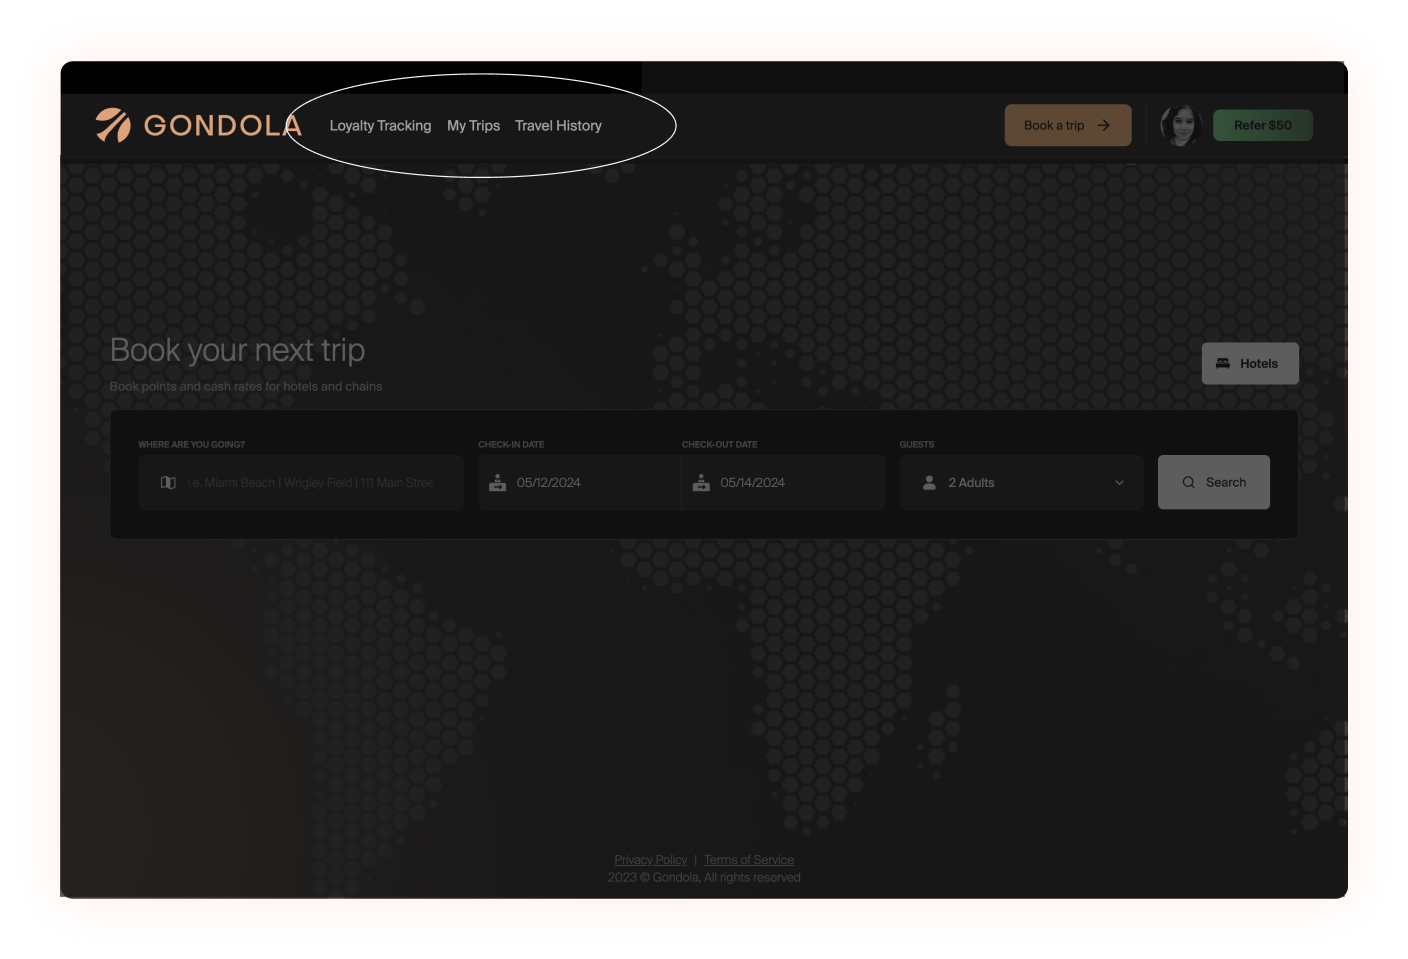 GONDOLA
Loyalty Tracking My Trips Travel History
Book a trip
Refer $50
Book your next trip
Book points and cash rates for hotels and chains
Hotels
WHERE ARE YOU GOING?
i.e. Miami Beach | Wrigley Field | 111 Main Stree
CHECK-IN DATE
05/12/2024
CHECK-OUT DATE
05/14/2024
GUESTS
2 Adults
Search
Privacy Policy | Terms of Service
2023 © Gondola, All rights reserved